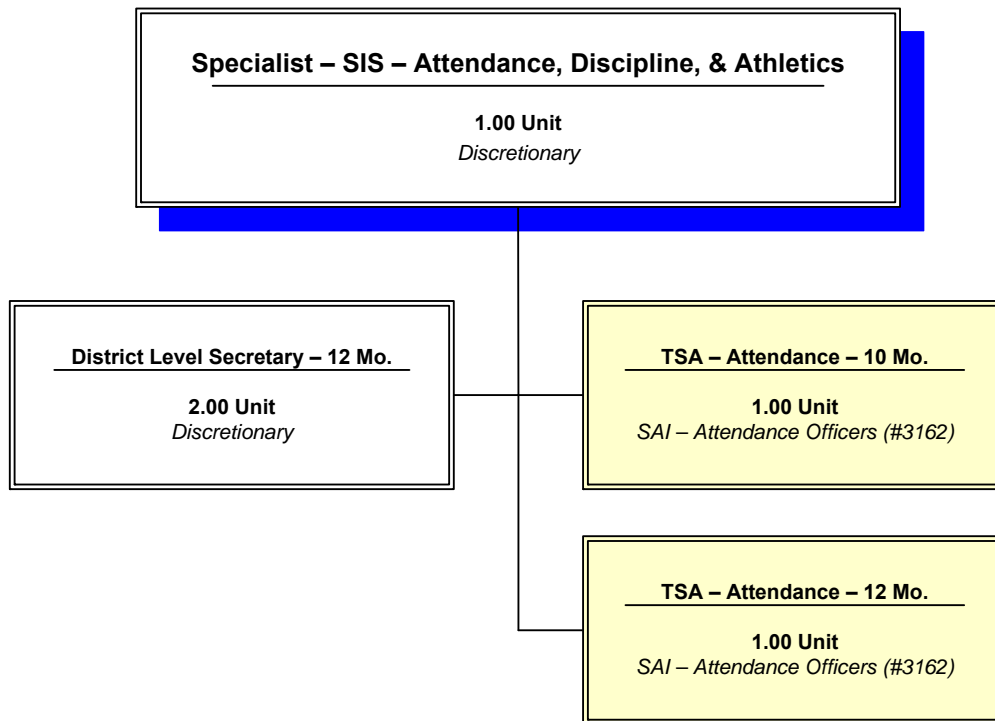 Specialist – SIS – Attendance, Discipline, & Athletics
1.00 Unit
Discretionary
District Level Secretary – 12 Mo.
2.00 Unit
Discretionary
TSA – Attendance – 10 Mo.
1.00 Unit
SAI – Attendance Officers (#3162)
TSA – Attendance – 12 Mo.
1.00 Unit
SAI – Attendance Officers (#3162)